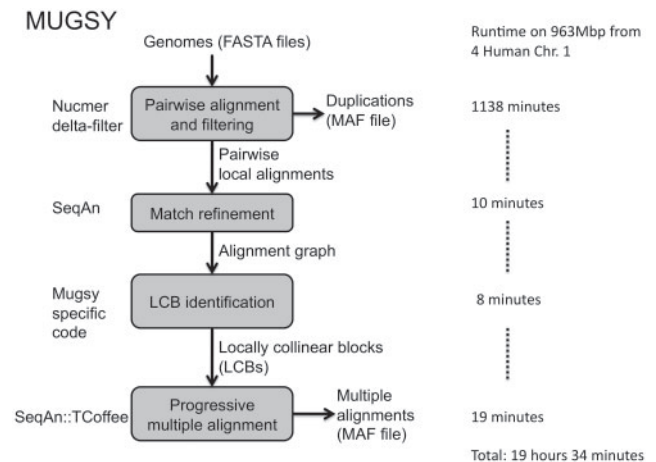 MUGSY
Runtime on 963Mbp from
4 Human Chr. 1
Genomes (FASTA files)
Nucmer
delta-filter
Pairwise alignment
and filtering
Duplications
(MAF file)
1138 minutes
Pairwise
local alignments
SeqAn
Match refinement
10 minutes
Alignment graph
Mugsy
specific
code
LCB identification
8 minutes
Locally collinear blocks
(LCBs)
SeqAn::TCoffee
Progressive
multiple alignment
Multiple
alignments
(MAF file)
19 minutes
Total: 19 hours 34 minutes